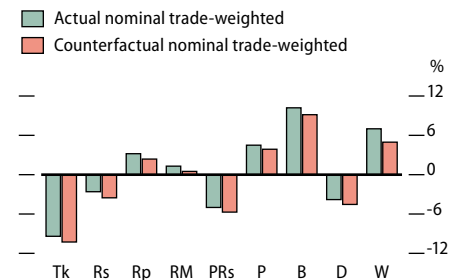 Actual nominal trade-weighted
Counterfactual nominal trade-weighted
%
12
6
0
-6
-12
Tk Rs Rp RM PRs P B D W